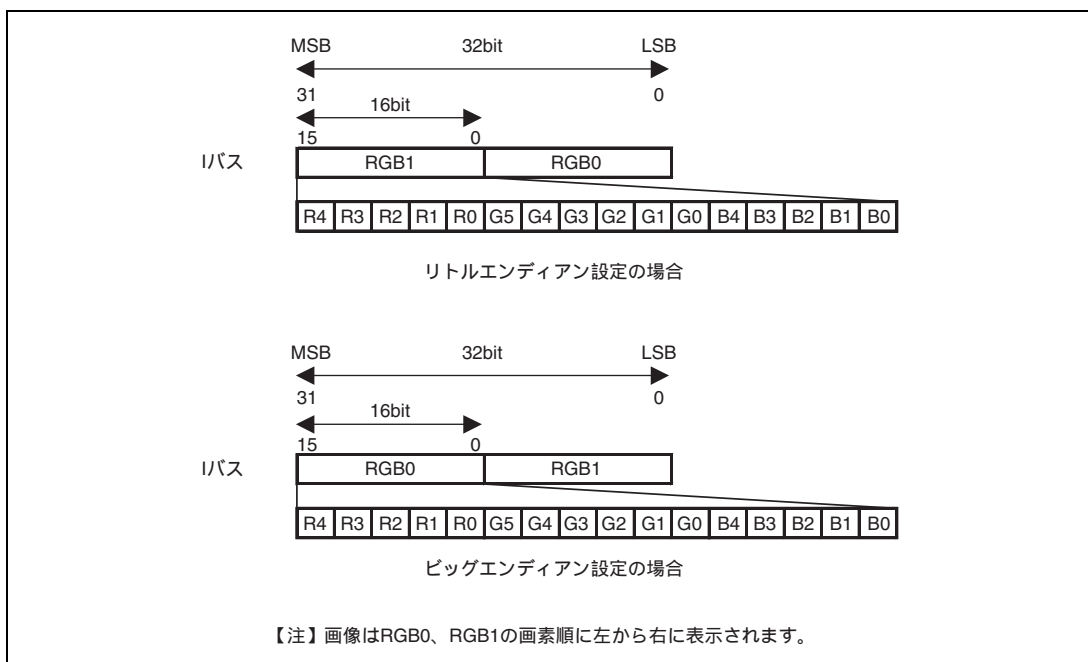 MSB 32bit LSB
31 0
16bit
15 0
Iバス RGB1 RGB0
R4 R3 R2 R1 R0 G5 G4 G3 G2 G1 G0 B4 B3 B2 B1 B0
リトルエンディアン設定の場合
MSB 32bit LSB
31 0
16bit
15 0
Iバス RGB0 RGB1
R4 R3 R2 R1 R0 G5 G4 G3 G2 G1 G0 B4 B3 B2 B1 B0
ビッグエンディアン設定の場合
【注】画像はRGB0、RGB1の画素順に左から右に表示されます。